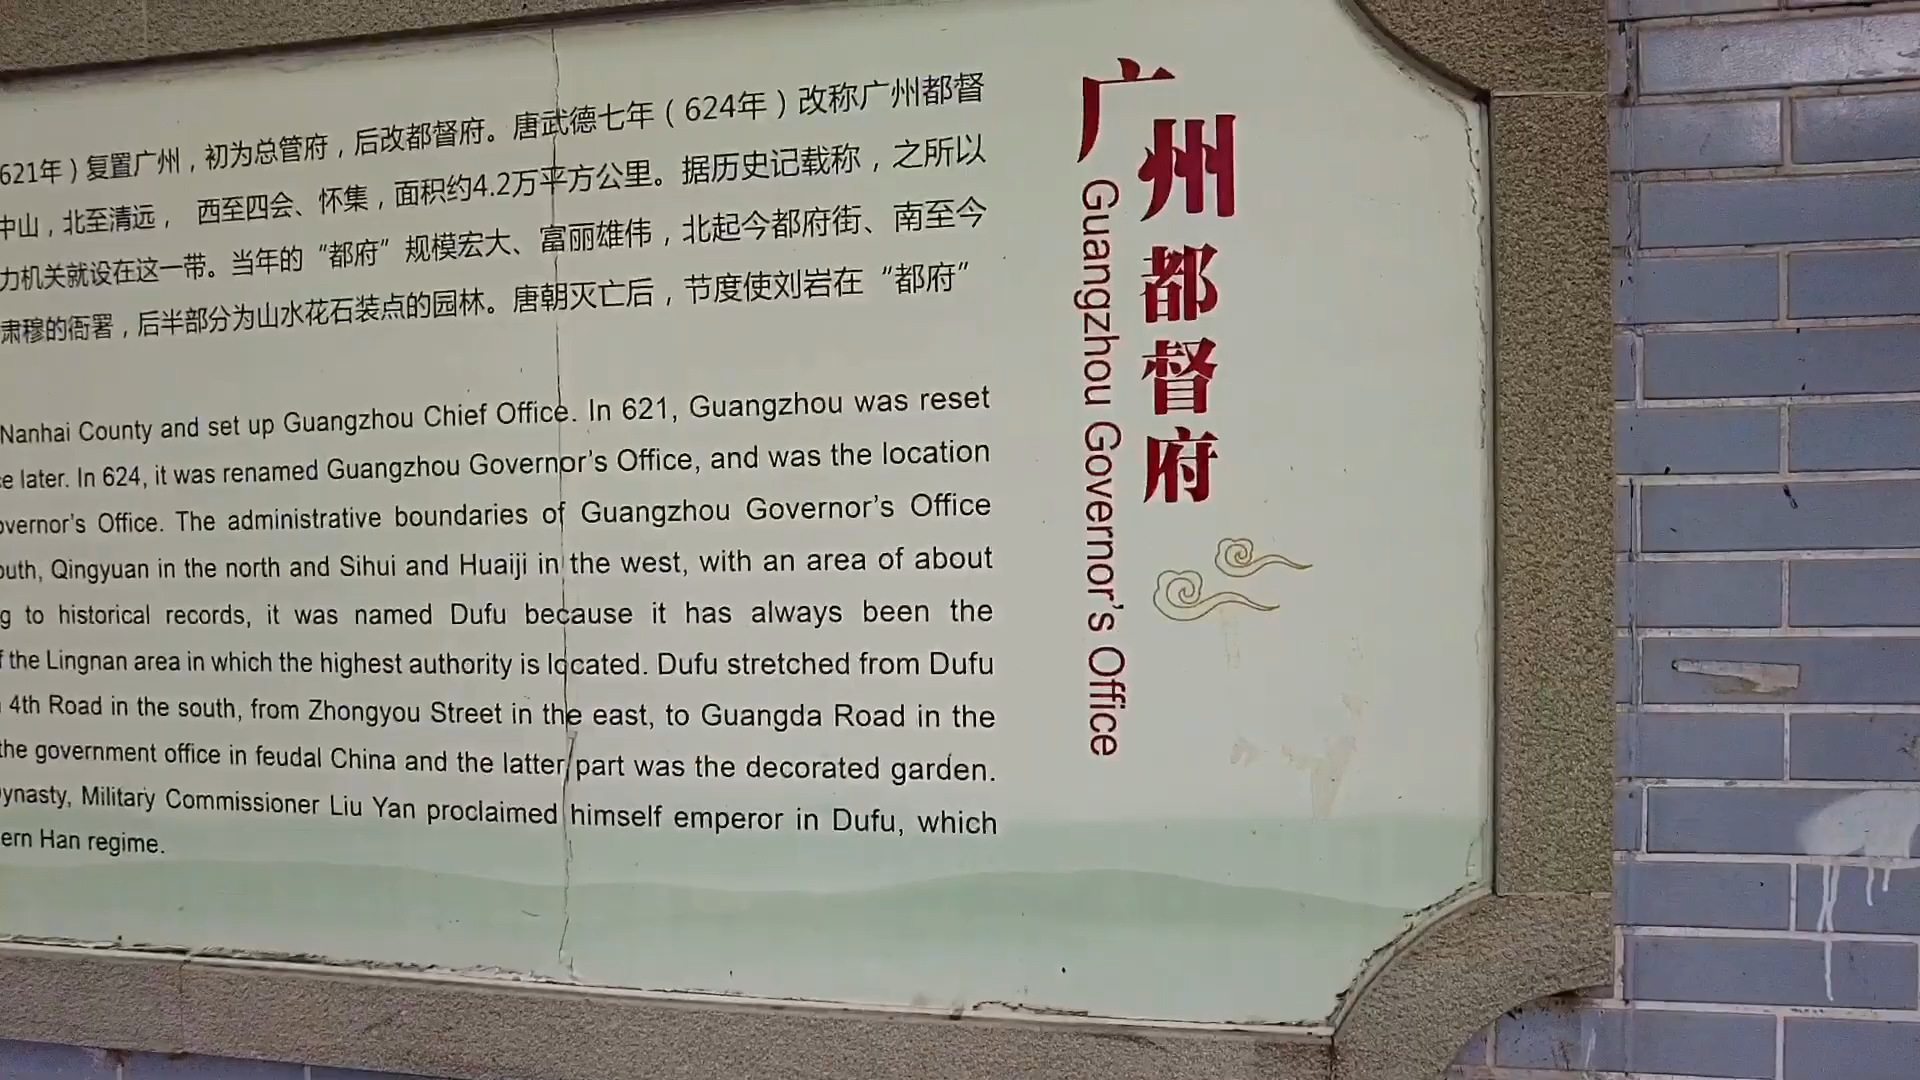 广州都督府
Guangzhou Governor's Office
621年）复置广州，初为总管府，后改都督府。唐武德七年（624年）改称广州都督
中山，北至清远， 西至四会、怀集，面积约4.2万平方公里。据历史记载称，之所以
力机关就设在这一带。当年的“都府”规模宏大、富丽雄伟，北起今都府街、南至今
肃穆的衙署，后半部分为山水花石装点的园林。唐朝灭亡后，节度使刘岩在“都府”
Nanhai County and set up Guangzhou Chief Office. In 621, Guangzhou was reset
later. In 624, it was renamed Guangzhou Governor's Office, and was the location
overnor's Office. The administrative boundaries of Guangzhou Governor's Office
outh, Qingyuan in the north and Sihui and Huaiji in the west, with an area of about
g to historical records, it was named Dufu because it has always been the
f the Lingnan area in which the highest authority is located. Dufu stretched from Dufu
4th Road in the south, from Zhongyou Street in the east, to Guangda Road in the
the government office in feudal China and the latter part was the decorated garden.
ynasty, Military Commissioner Liu Yan proclaimed himself emperor in Dufu, which
ern Han regime.